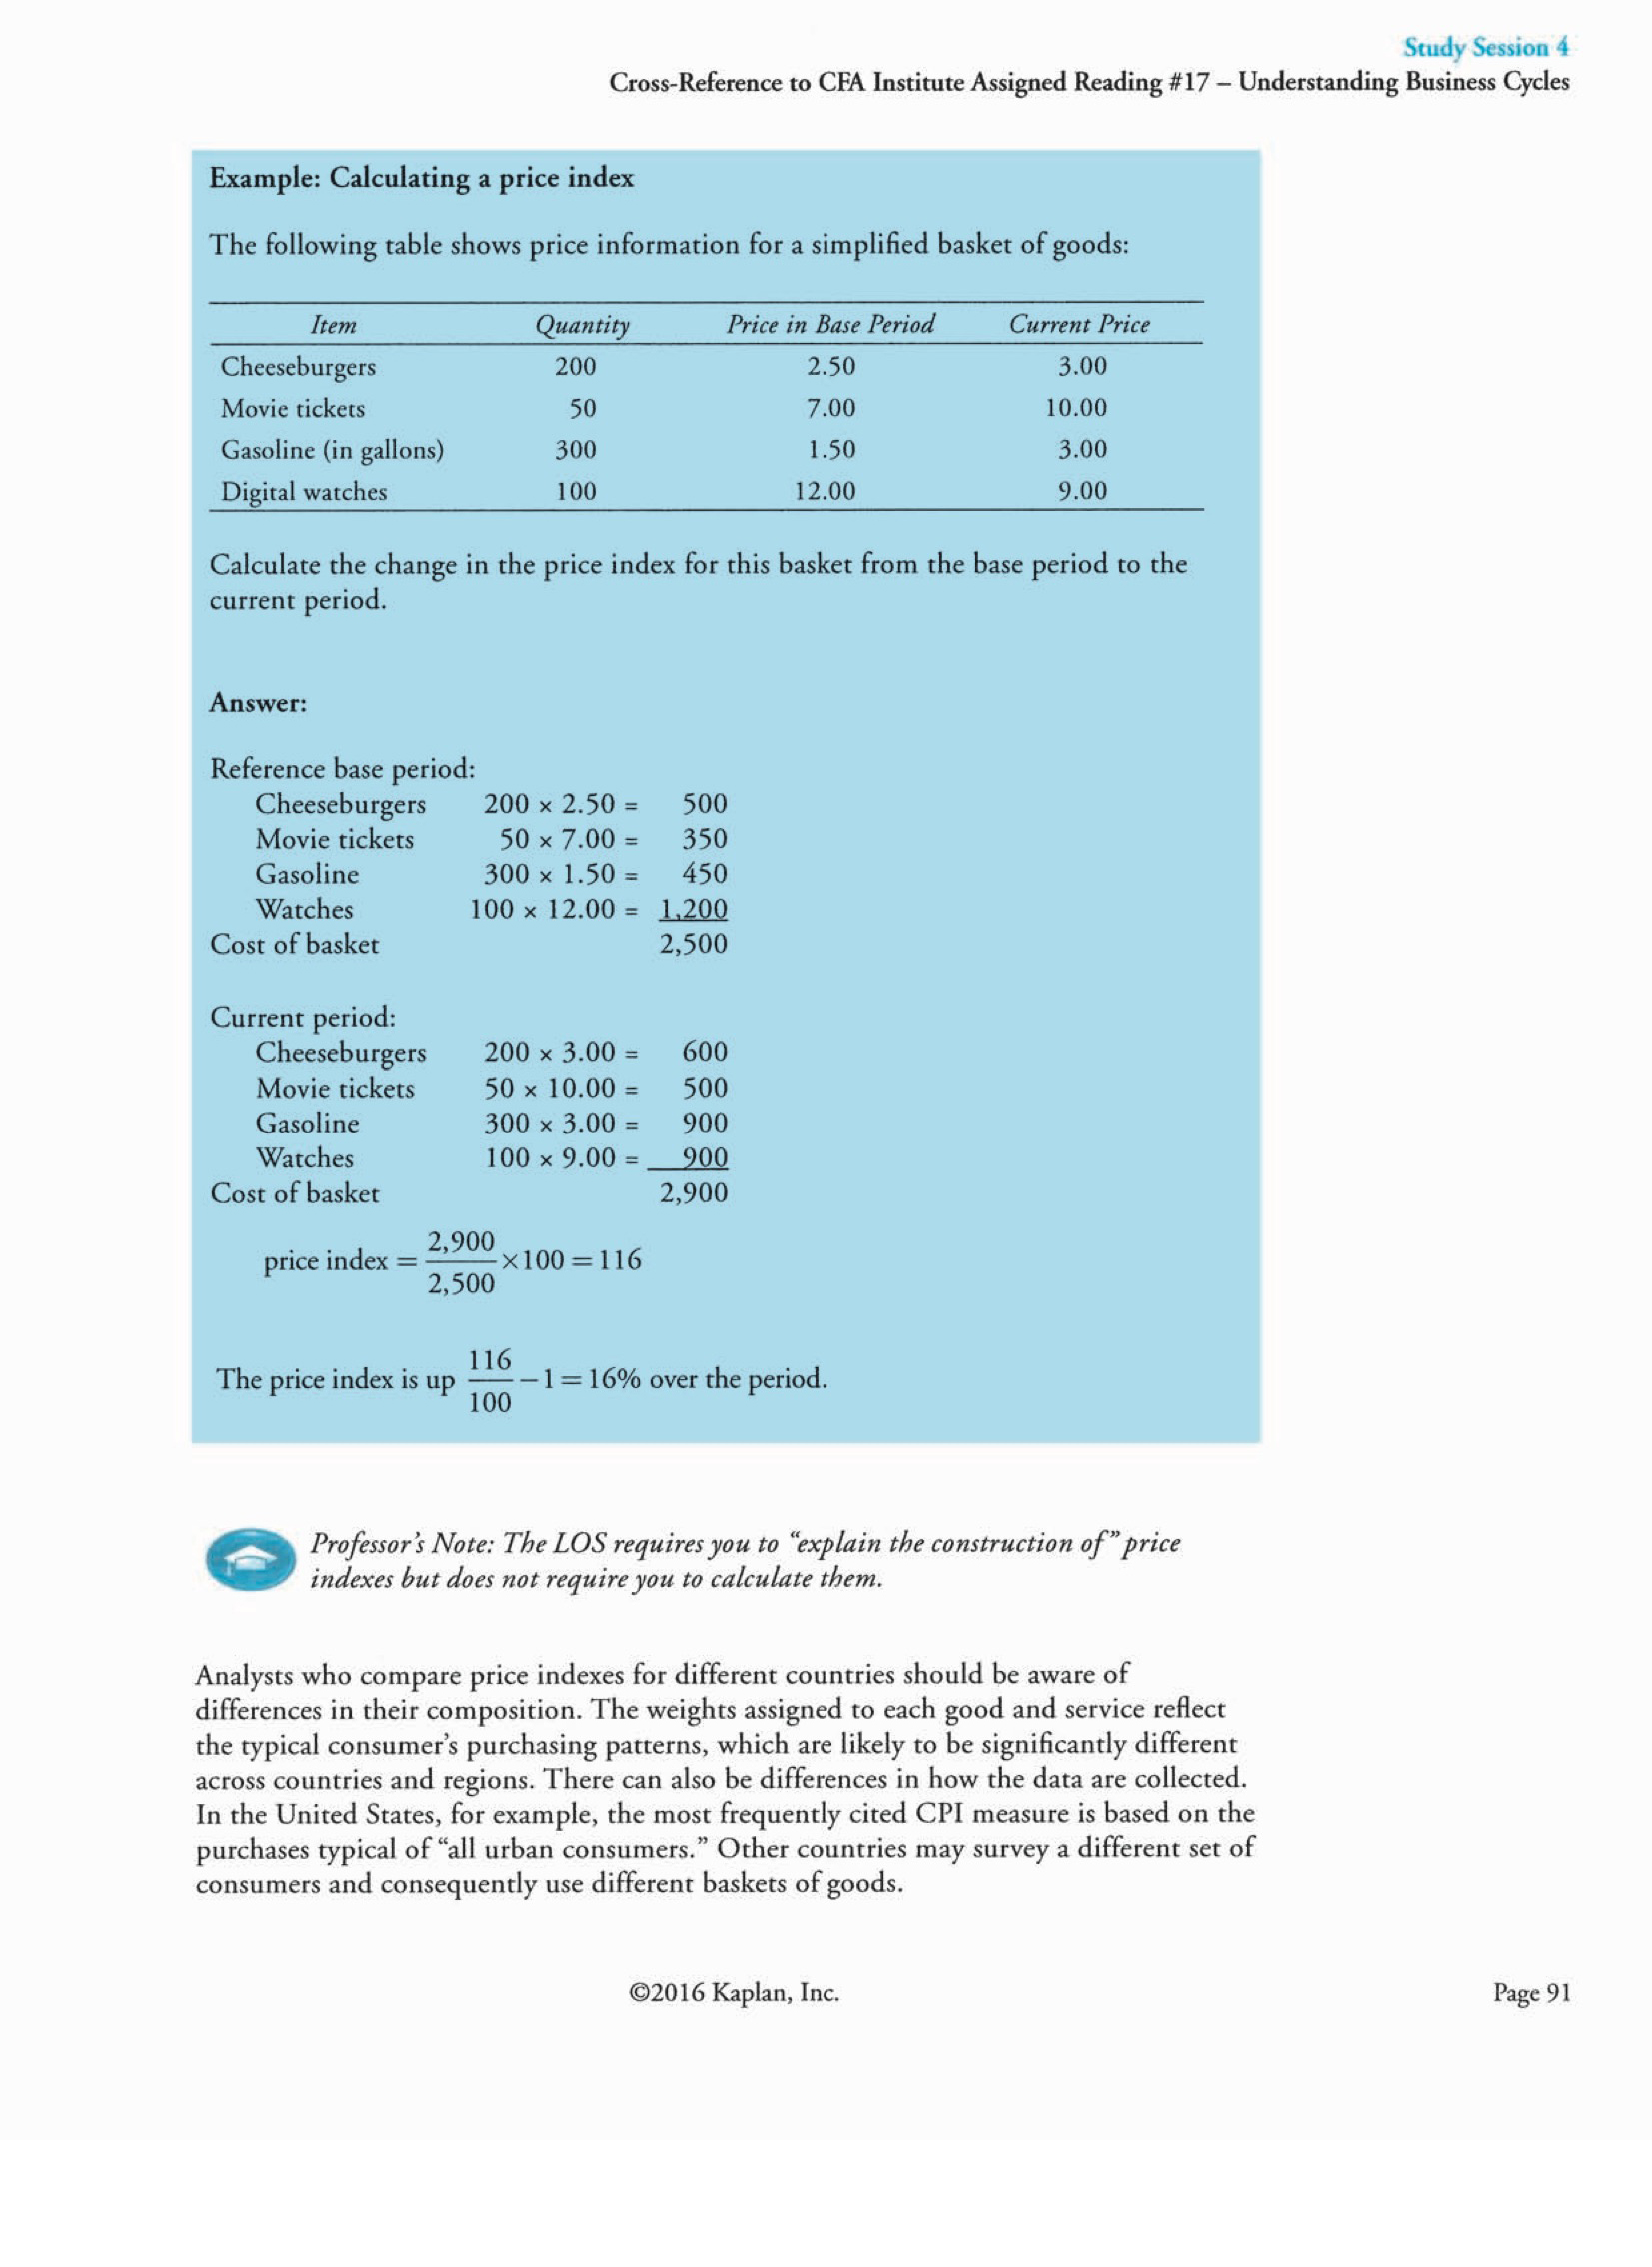 Study Session 4
Cross-Reference to CFA Institute Assigned Reading #17 – Understanding Business Cycles
Example: Calculating a price index
The following table shows price information for a simplified basket of goods:
Item Quantity Price in Base Period Current Price
Cheeseburgers 200 2.50 3.00
Movie tickets 50 7.00 10.00
Gasoline (in gallons) 300 1.50 3.00
Digital watches 100 12.00 9.00
Calculate the change in the price index for this basket from the base period to the
current period.
Answer:
Reference base period:
Cheeseburgers 200 × 2.50 = 500
Movie tickets 50 × 7.00 = 350
Gasoline 300 × 1.50 = 450
Watches 100 × 12.00 = 1,200
Cost of basket 2,500
Current period:
Cheeseburgers 200 × 3.00 = 600
Movie tickets 50 × 10.00 = 500
Gasoline 300 × 3.00 = 900
Watches 100 × 9.00 = 900
Cost of basket 2,900
price index = 2,900/2,500 × 100 = 116
The price index is up 116/100 − 1 = 16% over the period.
Professor's Note: The LOS requires you to “explain the construction of” price
indexes but does not require you to calculate them.
Analysts who compare price indexes for different countries should be aware of
differences in their composition. The weights assigned to each good and service reflect
the typical consumer's purchasing patterns, which are likely to be significantly different
across countries and regions. There can also be differences in how the data are collected.
In the United States, for example, the most frequently cited CPI measure is based on the
purchases typical of “all urban consumers.” Other countries may survey a different set of
consumers and consequently use different baskets of goods.
©2016 Kaplan, Inc. Page 91